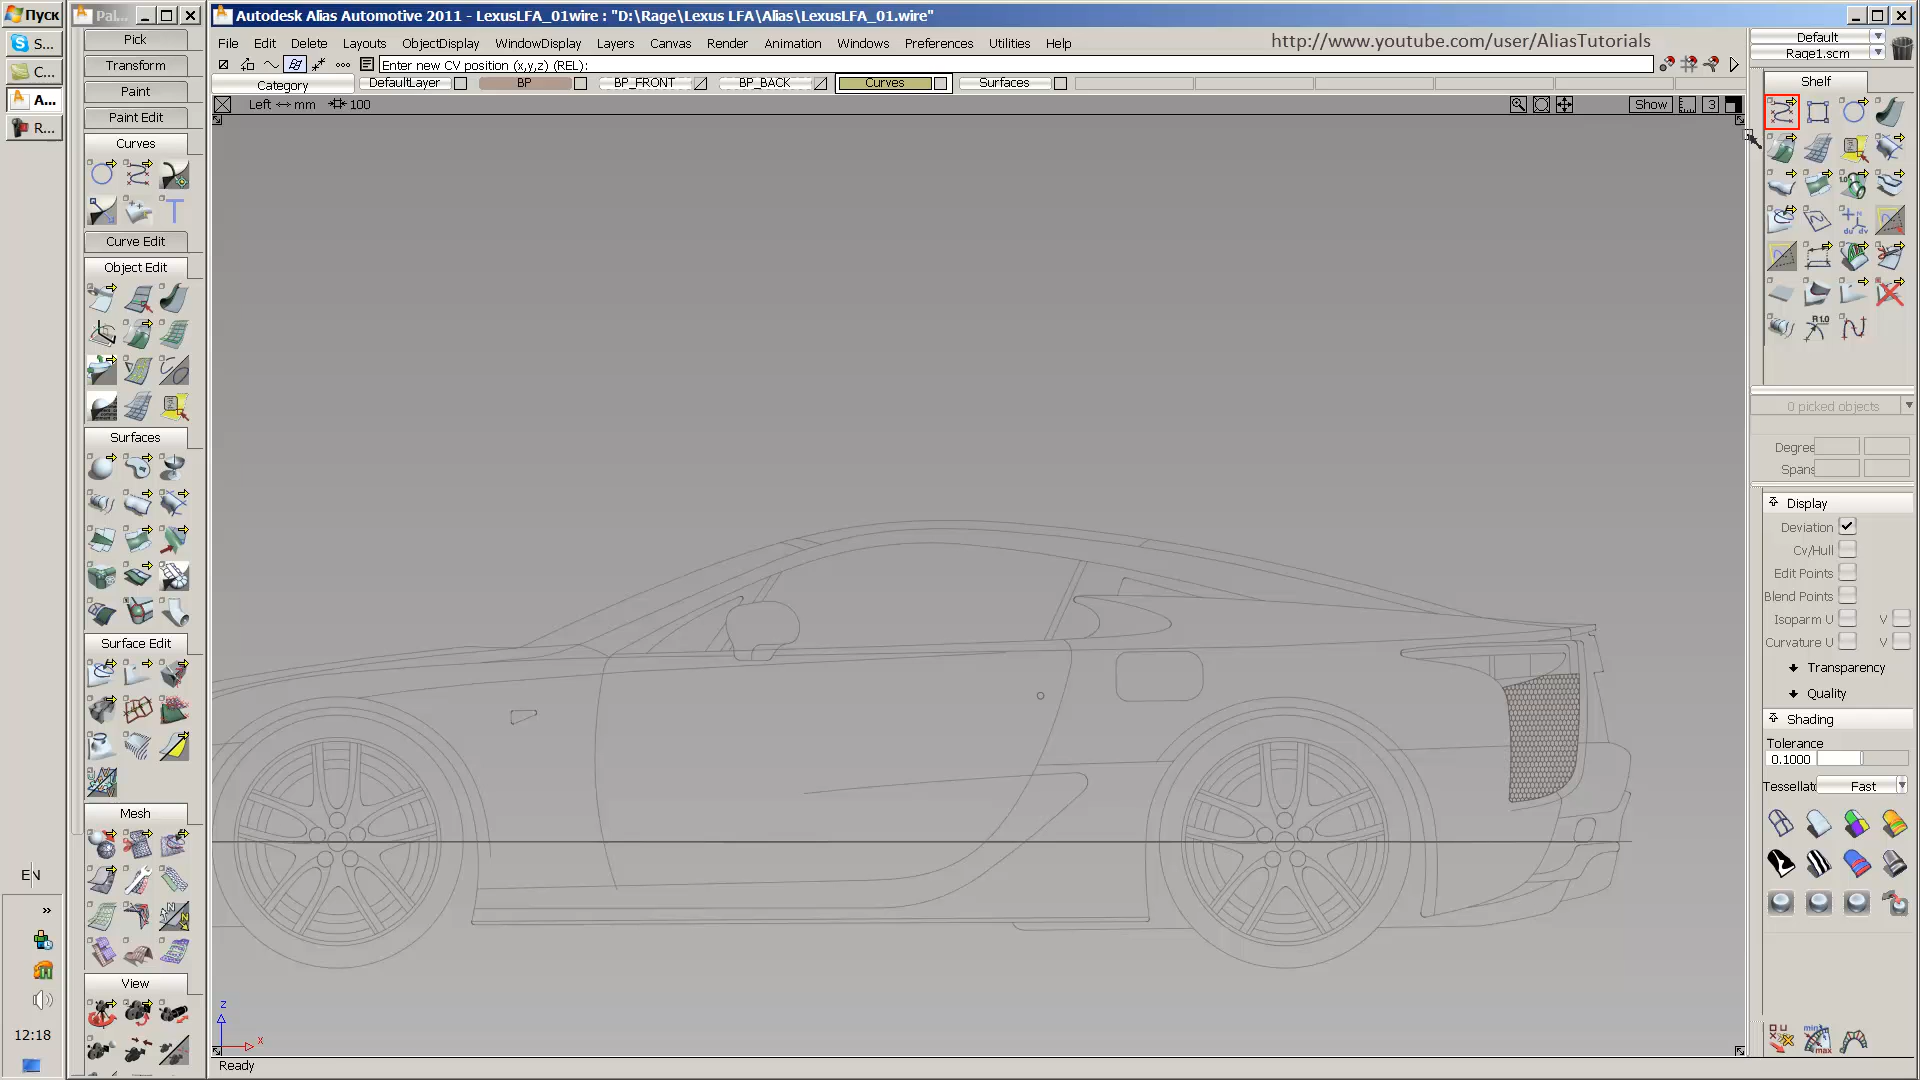 Пуск
S...
C...
A...
R...
EN
»
12:18
Pal...
Pick
Transform
Paint
Paint Edit
Curves
Curve Edit
Object Edit
Surfaces
Surface Edit
Mesh
View
Autodesk Alias Automotive 2011 - LexusLFA_01wire : "D:\Rage\Lexus LFA\Alias\LexusLFA_01.wire"
File Edit Delete Layouts ObjectDisplay WindowDisplay Layers Canvas Render Animation Windows Preferences Utilities Help
http://www.youtube.com/user/AliasTutorials
Enter new CV position (x,y,z) (REL):
Category DefaultLayer BP BP_FRONT BP_BACK Curves Surfaces
Left mm 100
Show 3
z
x
Ready
Default
Rage1.scm
Shelf
0 picked objects
Degree
Spans
Display
Deviation
Cv/Hull
Edit Points
Blend Points
Isoparm U V
Curvature U V
Transparency
Quality
Shading
Tolerance
0.1000
Tessellat Fast